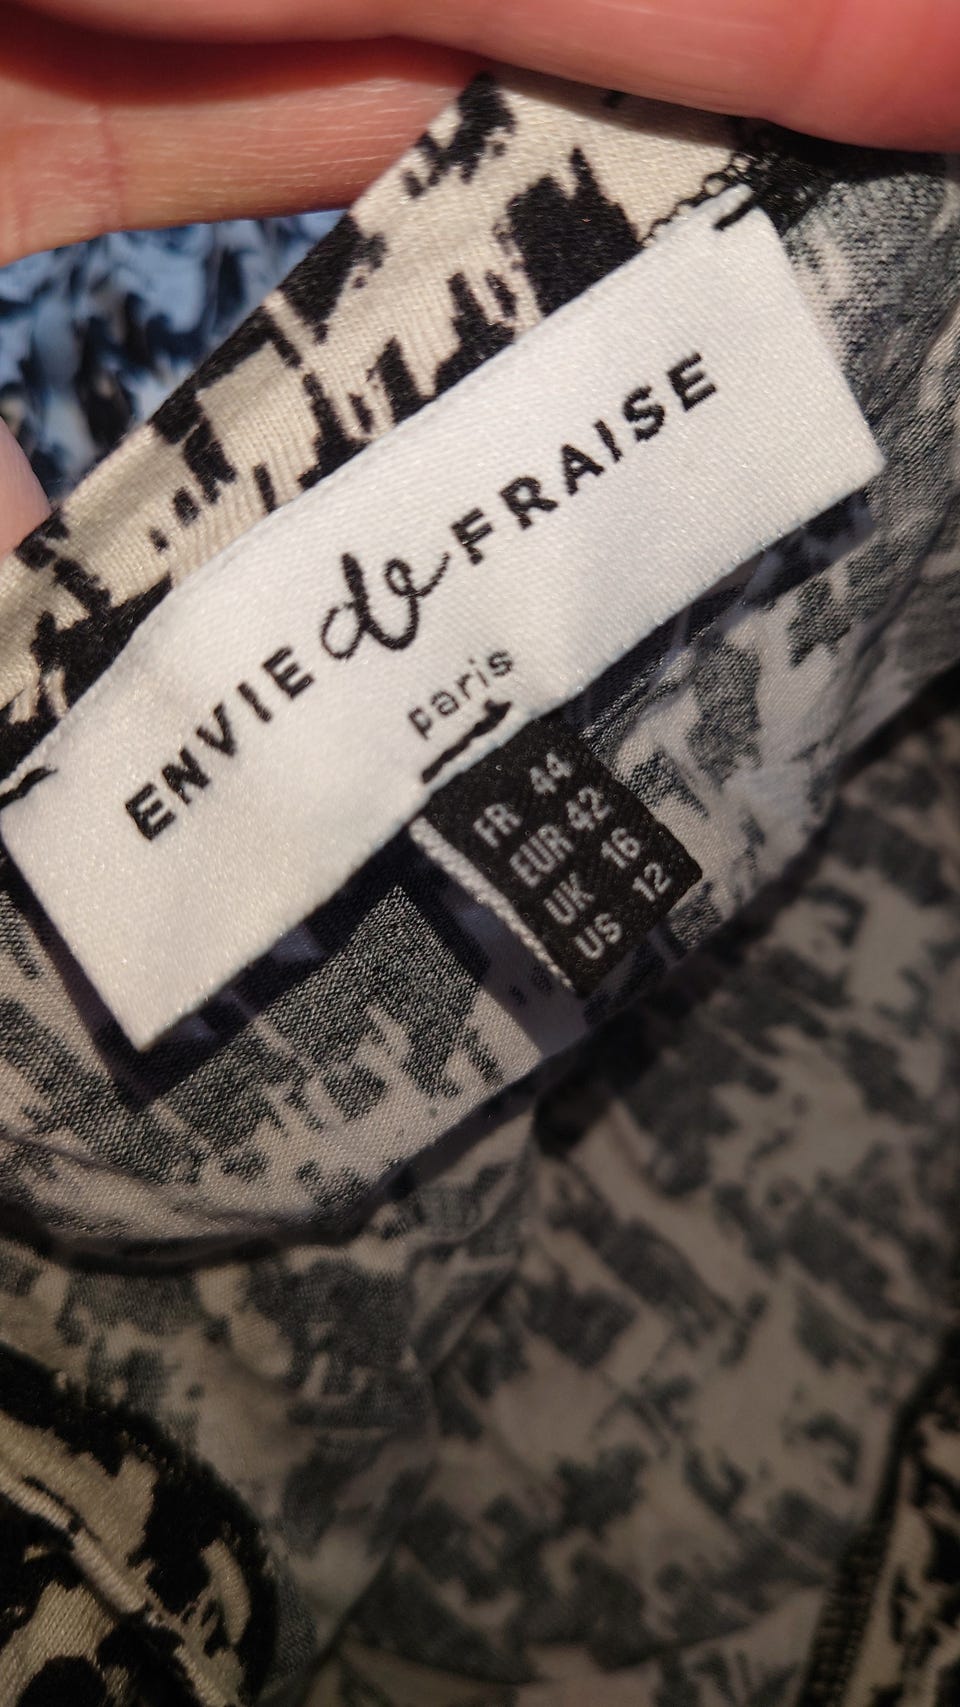 ENVIE de FRAISE
paris
FR 44
EUR 42
UK 16
US 12